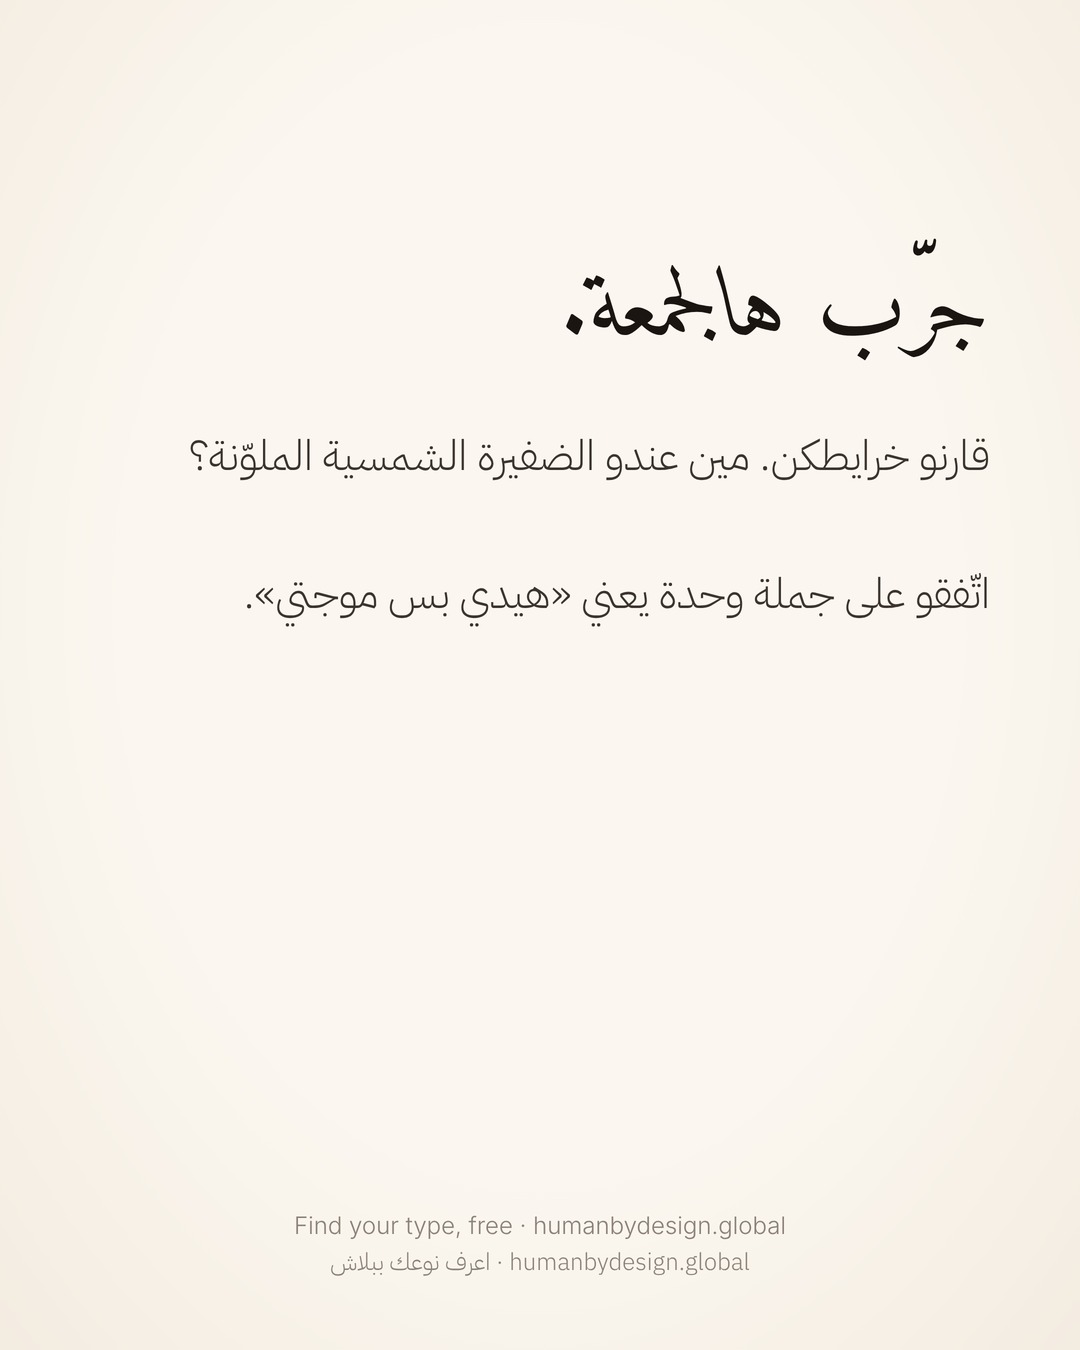 جرّب هالجمعة.
قارنو خرايطكن. مين عندو الضفيرة الشمسية الملوّنة؟
اتّفقو على جملة وحدة يعني «هيدي بس موجتي».
Find your type, free · humanbydesign.global
اعرف نوعك ببلاش · humanbydesign.global